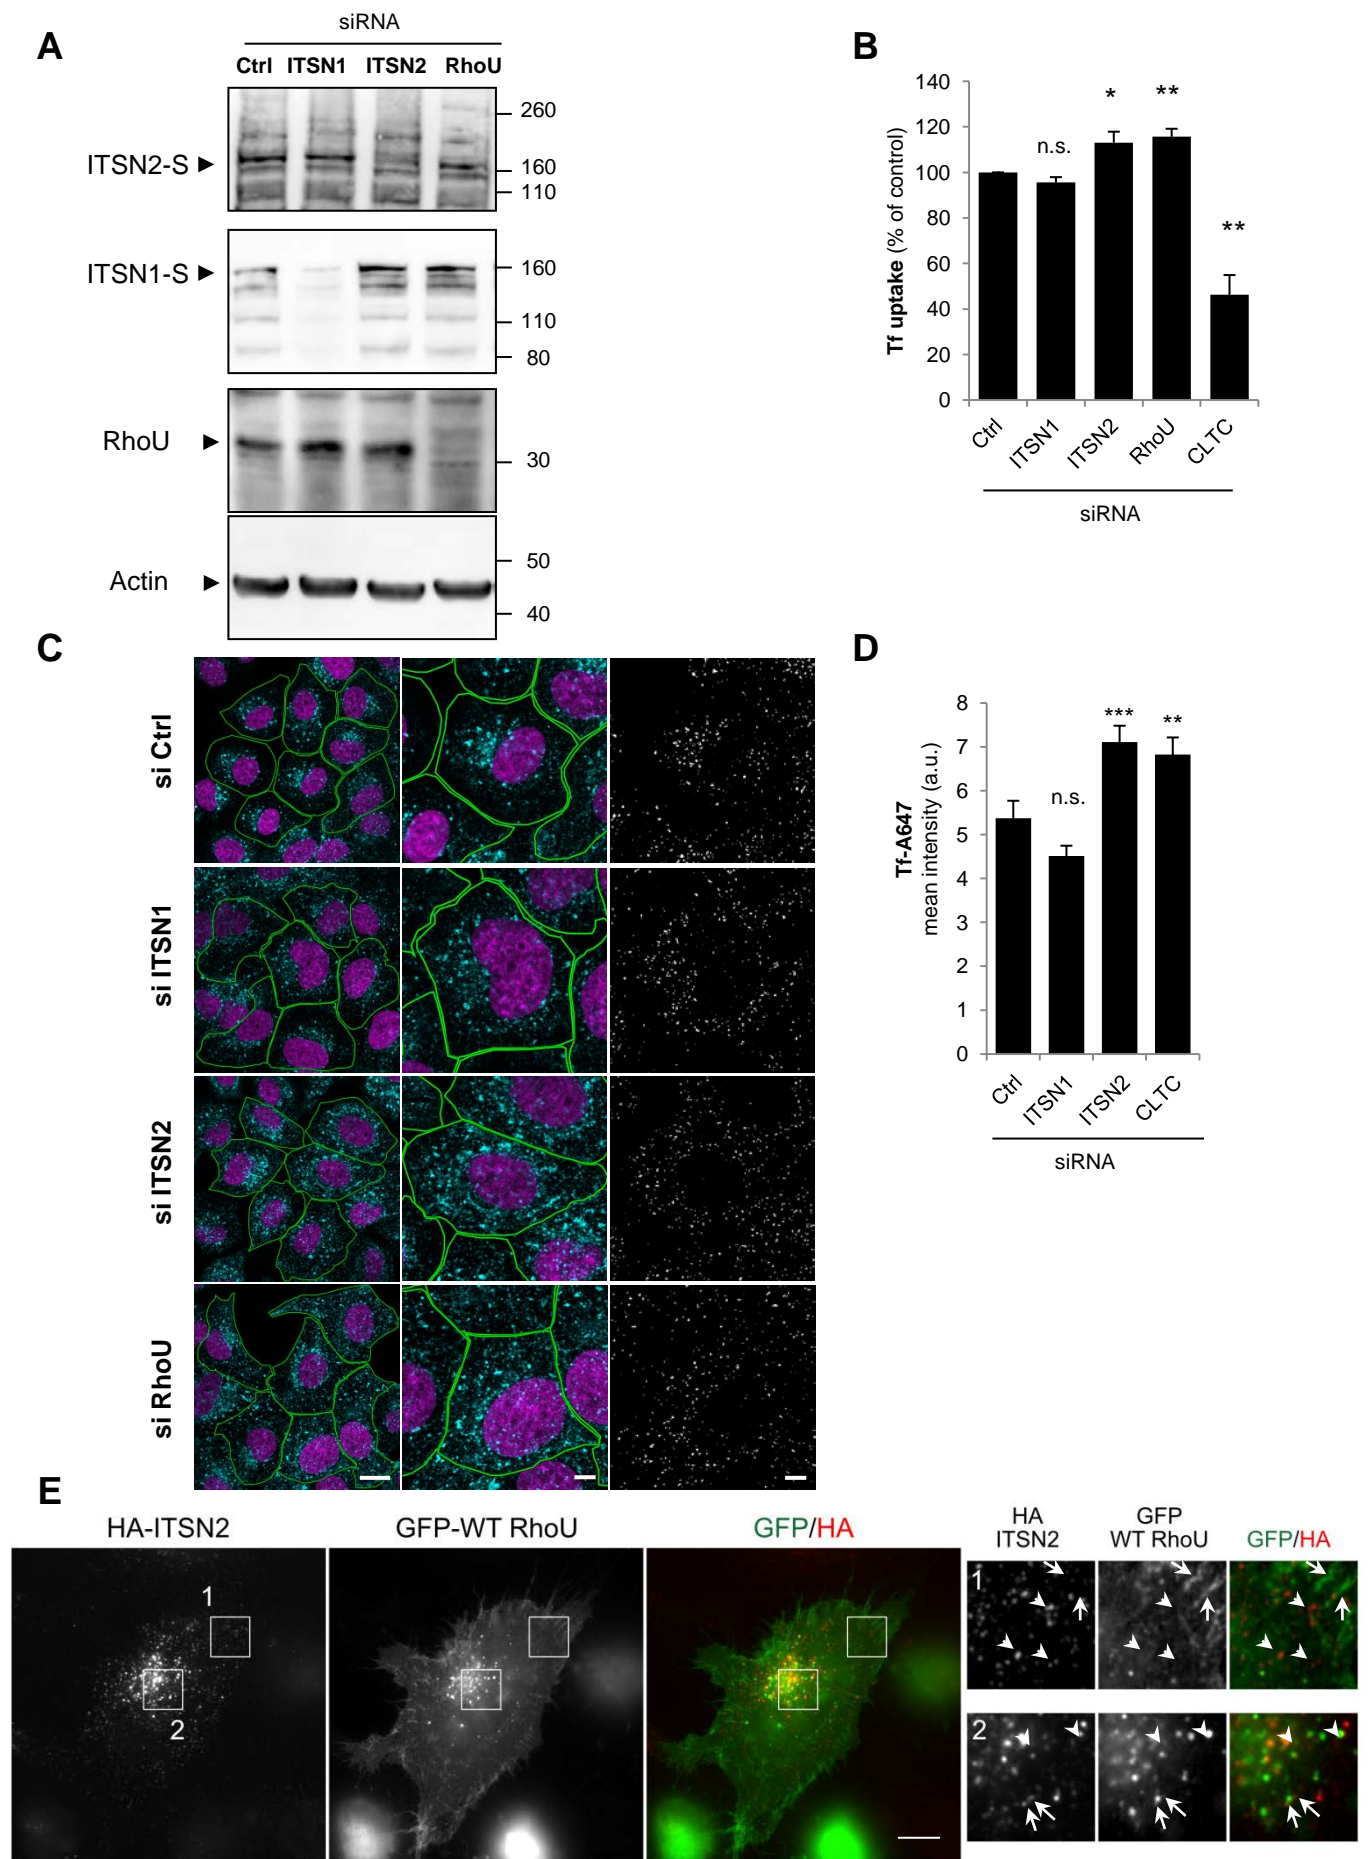 A
siRNA
Ctrl ITSN1 ITSN2 RhoU
ITSN2-S
260
160
110
ITSN1-S
160
110
80
RhoU
30
Actin
50
40
B
Tf uptake (% of control)
140
120
100
80
60
40
20
0
n.s.
*
**
**
Ctrl
ITSN1
ITSN2
RhoU
CLTC
siRNA
C
si Ctrl
si ITSN1
si ITSN2
si RhoU
D
Tf-A647
mean intensity (a.u.)
8
7
6
5
4
3
2
1
0
n.s.
***
**
Ctrl
ITSN1
ITSN2
CLTC
siRNA
E
HA-ITSN2
GFP-WT RhoU
GFP/HA
1
2
HA
ITSN2
GFP
WT RhoU
GFP/HA
1
2